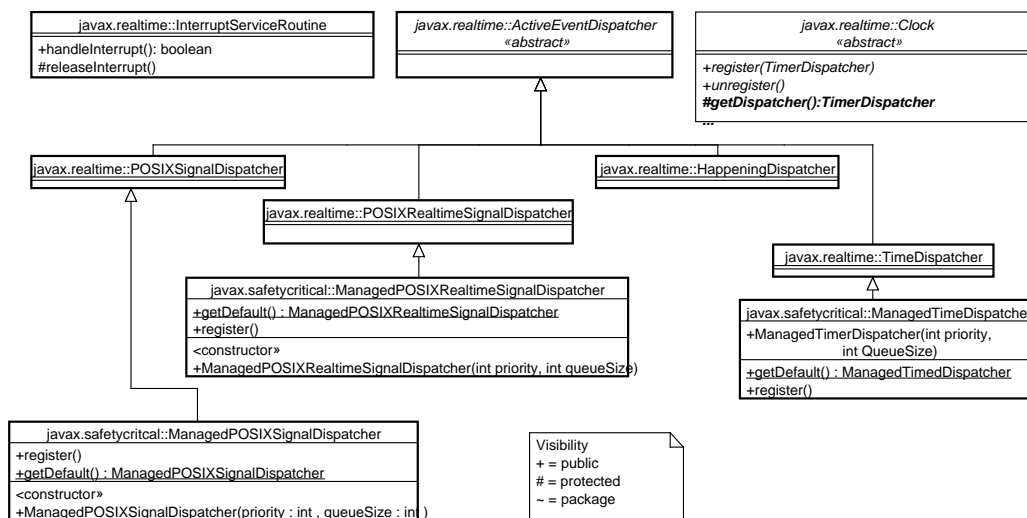 javax.realtime::InterruptServiceRoutine
+handleInterrupt(): boolean
#releaseInterrupt()
javax.realtime::ActiveEventDispatcher
«abstract»
javax.realtime::Clock
«abstract»
+register(TimerDispatcher)
+unregister()
#getDispatcher():TimerDispatcher
...
javax.realtime::POSIXSignalDispatcher
javax.realtime::HappeningDispatcher
javax.realtime::POSIXRealtimeSignalDispatcher
javax.realtime::TimeDispatcher
javax.safetycritical::ManagedPOSIXRealtimeSignalDispatcher
+getDefault() : ManagedPOSIXRealtimeSignalDispatcher
+register()
<constructor»
+ManagedPOSIXRealtimeSignalDispatcher(int priority, int queueSize)
javax.safetycritical::ManagedTimeDispatcher
+ManagedTimerDispatcher(int priority,
int QueueSize)
+getDefault() : ManagedTimedDispatcher
+register()
javax.safetycritcal::ManagedPOSIXSignalDispatcher
+register()
+getDefault() : ManagedPOSIXSignalDispatcher
<constructor»
+ManagedPOSIXSignalDispatcher(priority : int , queueSize : int )
Visibility
+ = public
# = protected
~ = package